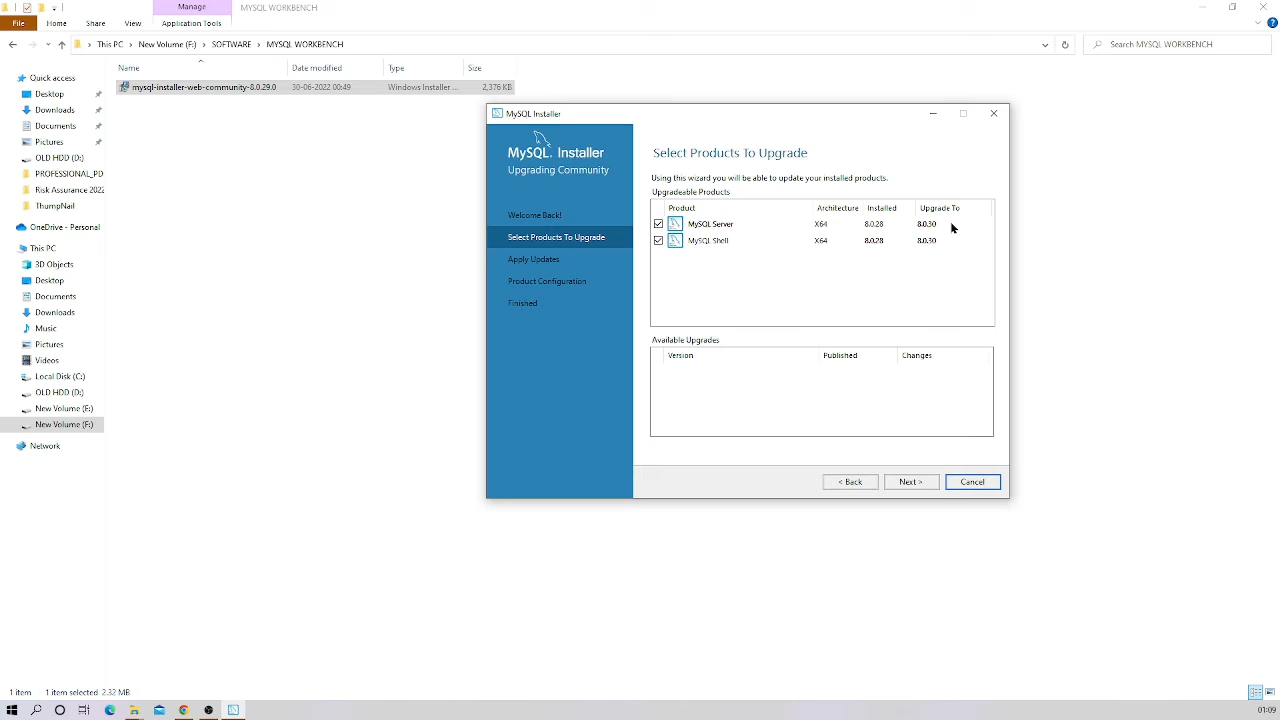 Manage
MYSQL WORKBENCH
File
Home
Share
View
Application Tools
This PC
New Volume (F:)
SOFTWARE
MYSQL WORKBENCH
Search MYSQL WORKBENCH
Name
Date modified
Type
Size
mysql-installer-web-community-8.0.29.0
30-06-2022 00:49
Windows Installer ...
2,376 KB
Quick access
Desktop
Downloads
Documents
Pictures
OLD HDD (D:)
PROFESSIONAL_PD
Risk Assurance 2022
ThumpNail
OneDrive - Personal
This PC
3D Objects
Desktop
Documents
Downloads
Music
Pictures
Videos
Local Disk (C:)
OLD HDD (D:)
New Volume (E:)
New Volume (F:)
Network
MySQL Installer
MySQL. Installer
Upgrading Community
Welcome Back!
Select Products To Upgrade
Apply Updates
Product Configuration
Finished
Select Products To Upgrade
Using this wizard you will be able to update your installed products.
Upgradeable Products
Product Architecture Installed Upgrade To
MySQL Server X64 8.0.28 8.0.30
MySQL Shell X64 8.0.28 8.0.30
Available Upgrades
Version Published Changes
< Back
Next >
Cancel
1 item
1 item selected 2.32 MB
01:09